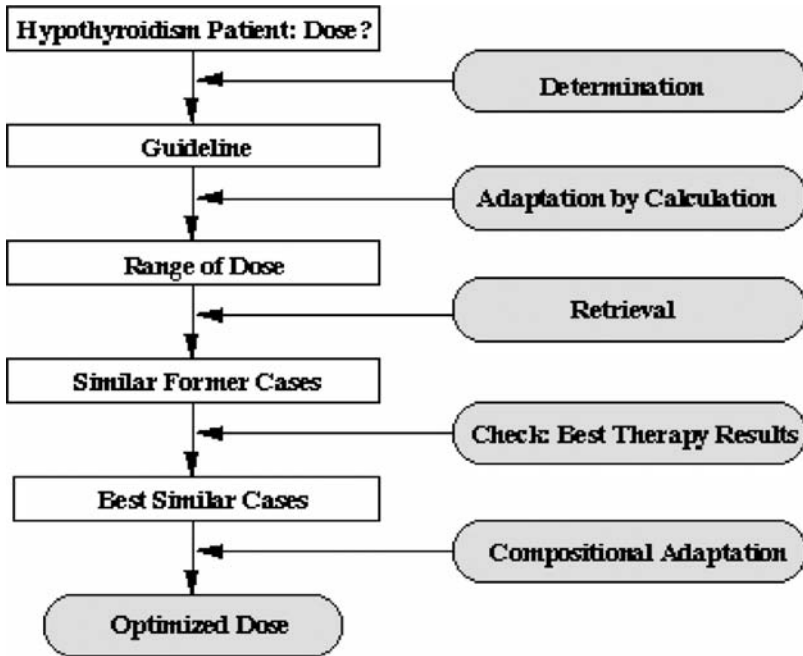 Hypothyroidism Patient: Dose?
Determination
Guideline
Adaptation by Calculation
Range of Dose
Retrieval
Similar Former Cases
Check: Best Therapy Results
Best Similar Cases
Compositional Adaptation
Optimized Dose